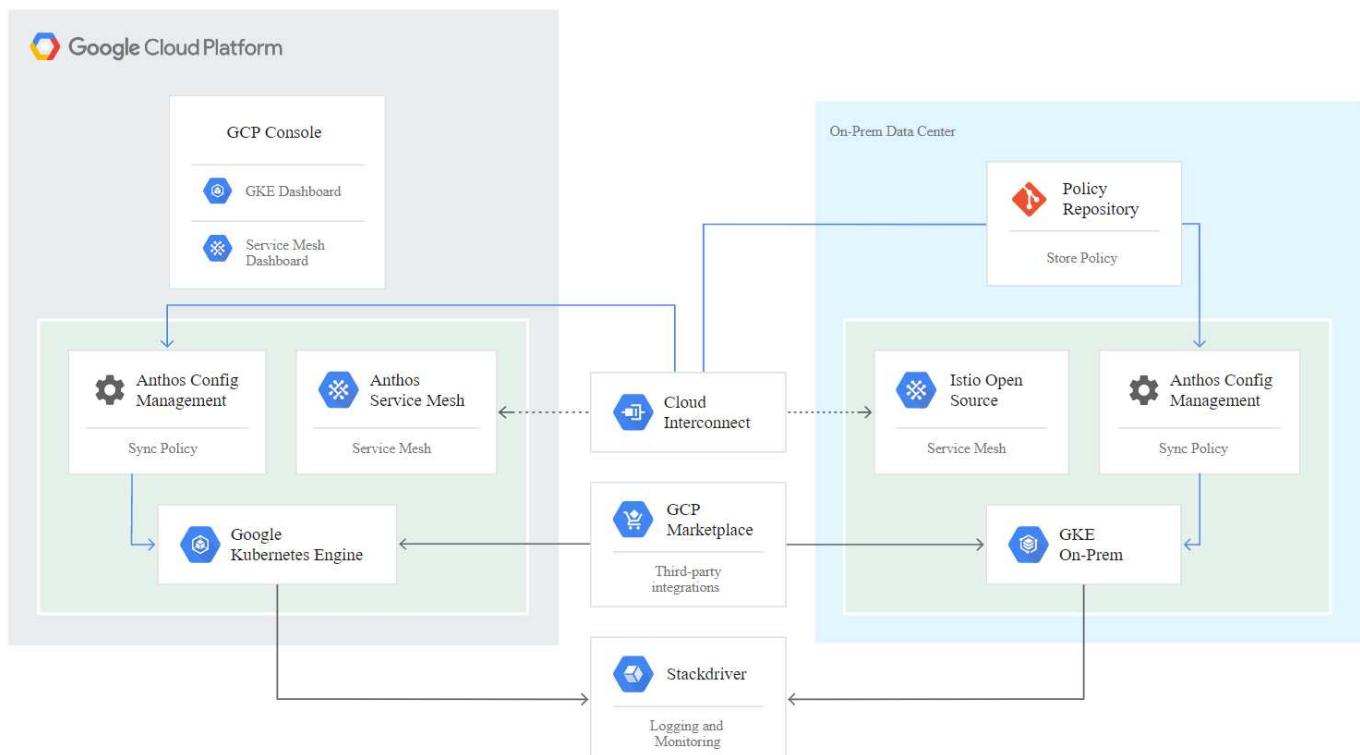 Google Cloud Platform
GCP Console
GKE Dashboard
Service Mesh
Dashboard
On-Prem Data Center
Policy
Repository
Store Policy
Anthos Config
Management
Sync Policy
Anthos
Service Mesh
Service Mesh
Cloud
Interconnect
Istio Open
Source
Service Mesh
Anthos Config
Management
Sync Policy
Google
Kubernetes Engine
GCP
Marketplace
Third-party
integrations
GKE
On-Prem
Stackdriver
Logging and
Monitoring